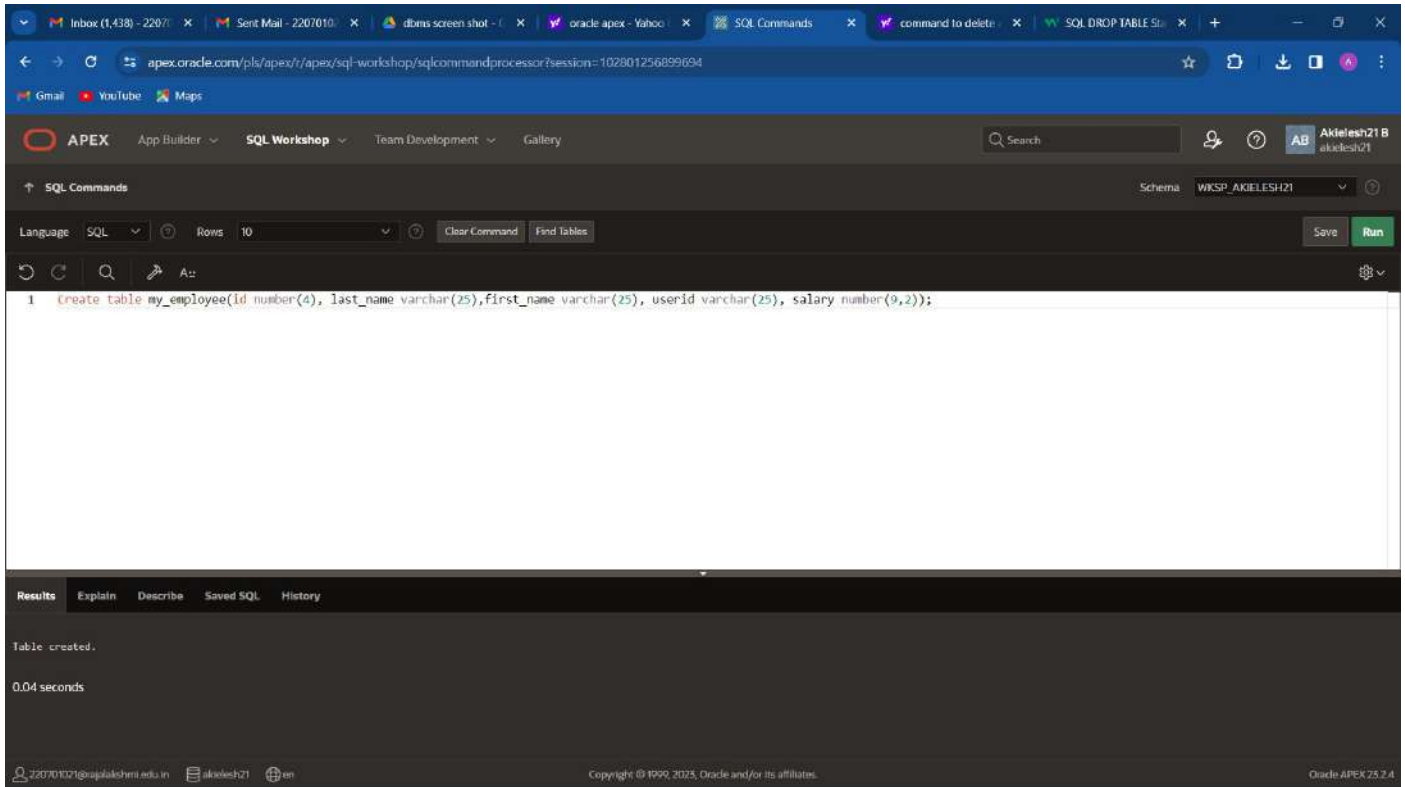 Inbox (1,438) - 2207
Sent Mail - 2207010
dbms screen shot -
oracle apex - Yahoo
SQL Commands
command to delete
SQL DROP TABLE Sta
apex.oracle.com/pls/apex/r/apex/sql-workshop/sqlcommandprocessor?session=102801256899694
Gmail YouTube Maps
APEX App Builder SQL Workshop Team Development Gallery Search AB Akielesh21 B
akielesh21
SQL Commands Schema WKSP_AKIELESH21
Language SQL Rows 10 Clear Command Find Tables Save Run
1 Create table my_employee(id number(4), last_name varchar(25),first_name varchar(25), userid varchar(25), salary number(9,2));
Results Explain Describe Saved SQL History
Table created.
0.04 seconds
220701021@rajalakshmi.edu.in akielesh21 en Copyright © 1999, 2023, Oracle and/or its affiliates. Oracle APEX 23.2.4